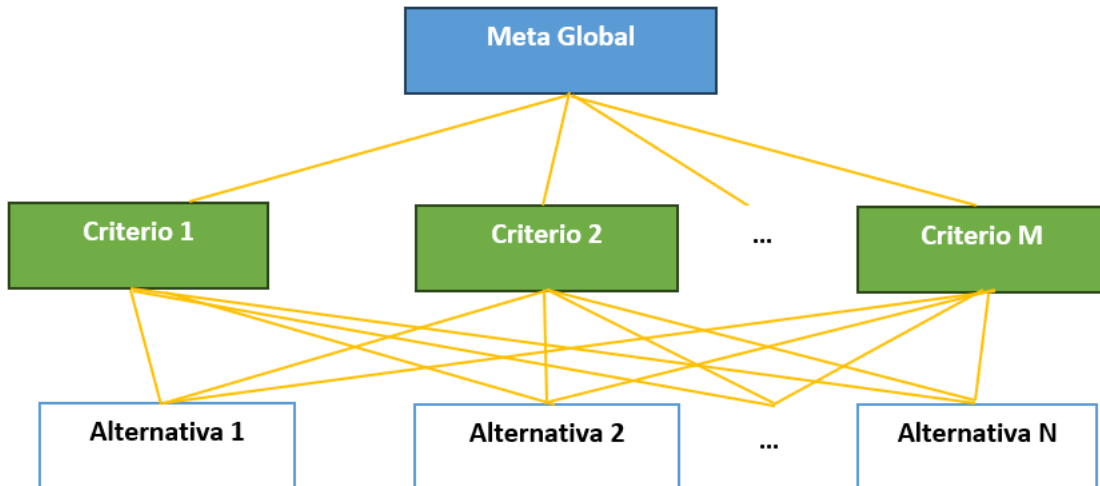 Meta Global
Criterio 1
Criterio 2
...
Criterio M
Alternativa 1
Alternativa 2
...
Alternativa N